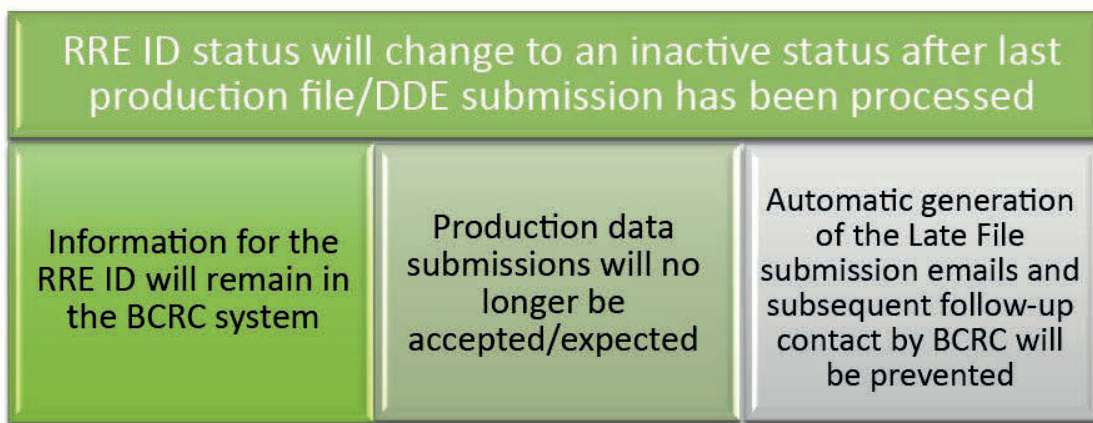 RRE ID status will change to an inactive status after last
production file/DDE submission has been processed
Information for the
RRE ID will remain in
the BCRC system
Production data
submissions will no
longer be
accepted/expected
Automatic generation
of the Late File
submission emails and
subsequent follow-up
contact by BCRC will
be prevented